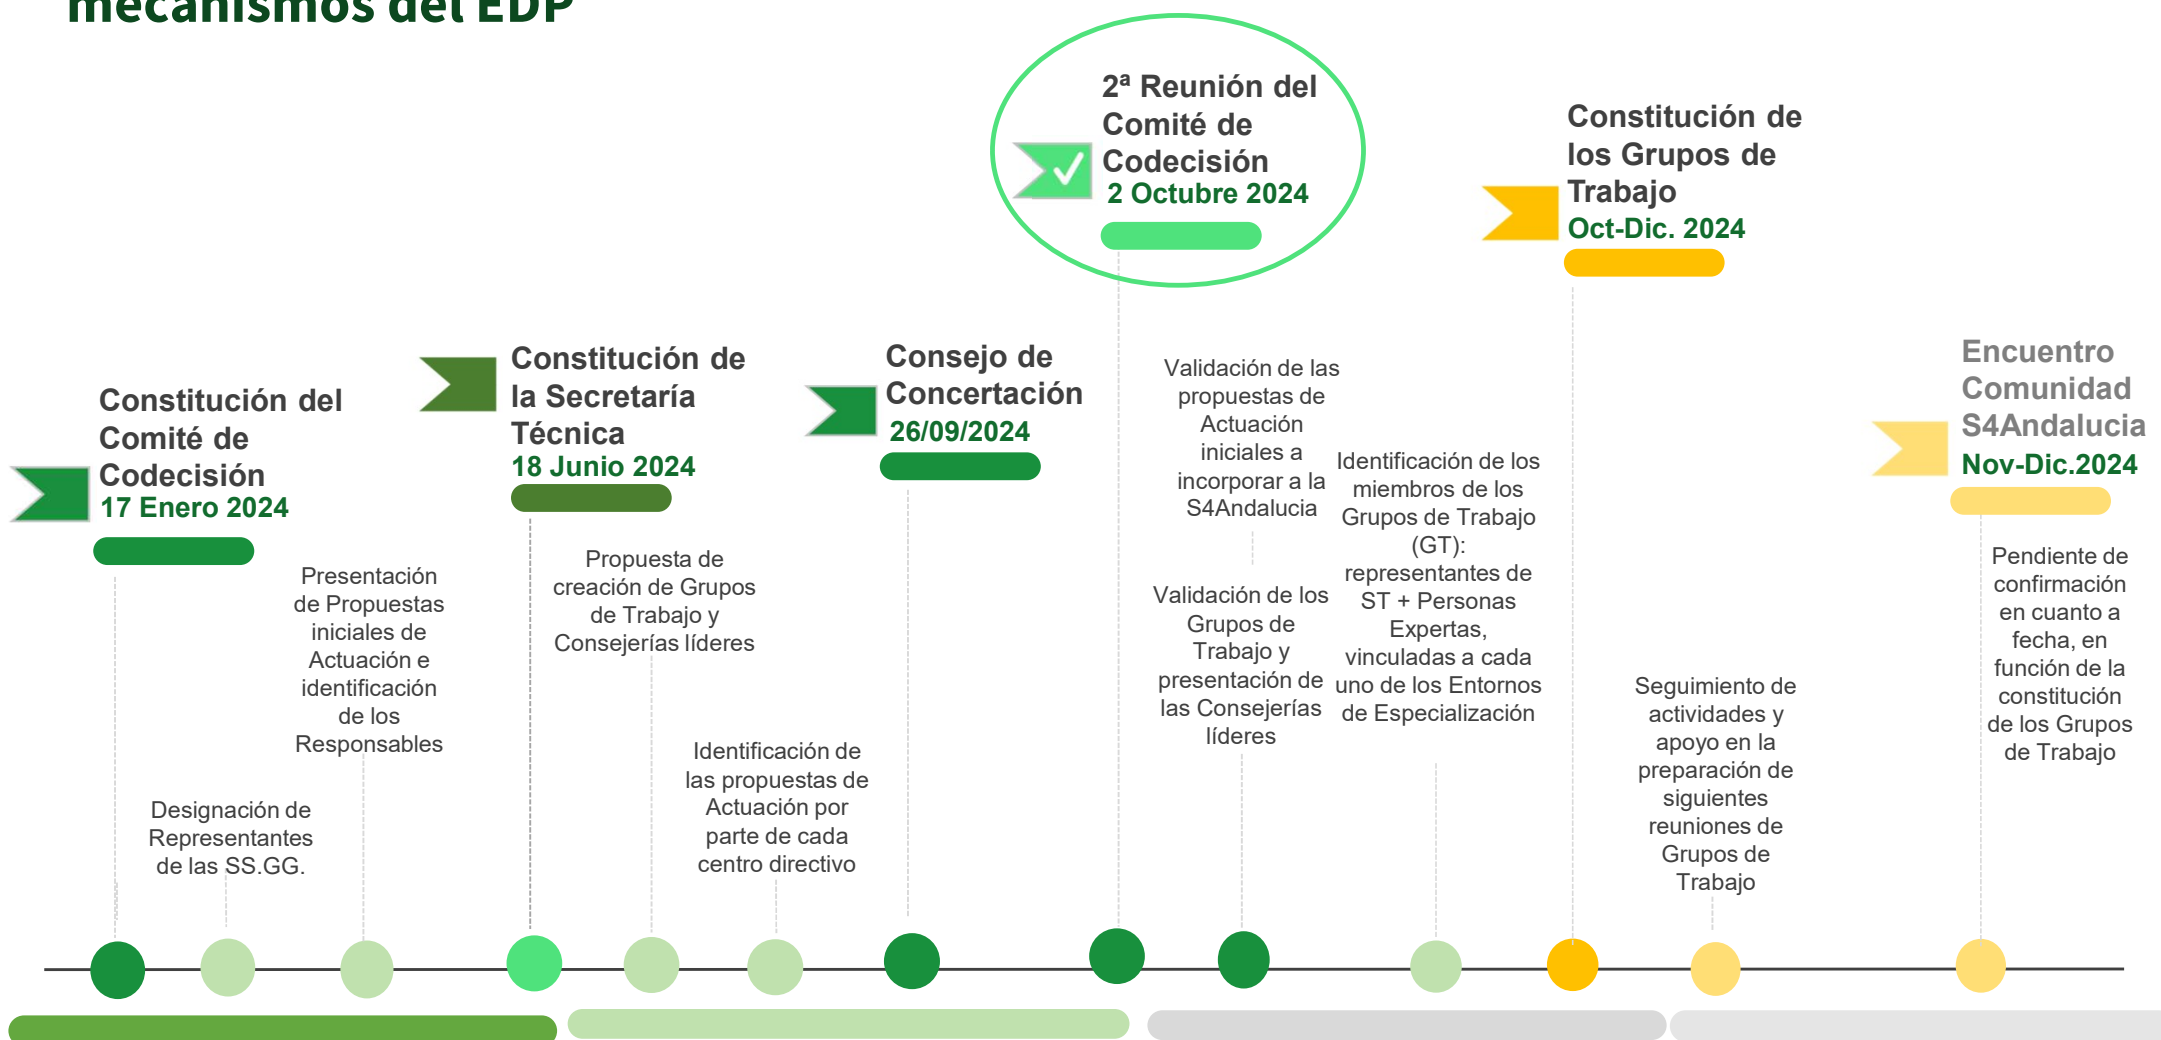 mecanismos del EDP
2ª Reunión del
Comité de
Codecisión
2 Octubre 2024
Constitución de
los Grupos de
Trabajo
Oct-Dic. 2024
Constitución del
Comité de
Codecisión
17 Enero 2024
Constitución de
la Secretaría
Técnica
18 Junio 2024
Consejo de
Concertación
26/09/2024
Encuentro
Comunidad
S4Andalucia
Nov-Dic.2024
Designación de
Representantes
de las SS.GG.
Presentación
de Propuestas
iniciales de
Actuación e
identificación
de los
Responsables
Propuesta de
creación de Grupos
de Trabajo y
Consejerías líderes
Identificación de
las propuestas de
Actuación por
parte de cada
centro directivo
Validación de las
propuestas de
Actuación
iniciales a
incorporar a la
S4Andalucia
Validación de los
Grupos de
Trabajo y
presentación de
las Consejerías
líderes
Identificación de los
miembros de los
Grupos de Trabajo
(GT):
representantes de
ST + Personas
Expertas,
vinculadas a cada
uno de los Entornos
de Especialización
Seguimiento de
actividades y
apoyo en la
preparación de
siguientes
reuniones de
Grupos de
Trabajo
Pendiente de
confirmación
en cuanto a
fecha, en
función de la
constitución
de los Grupos
de Trabajo